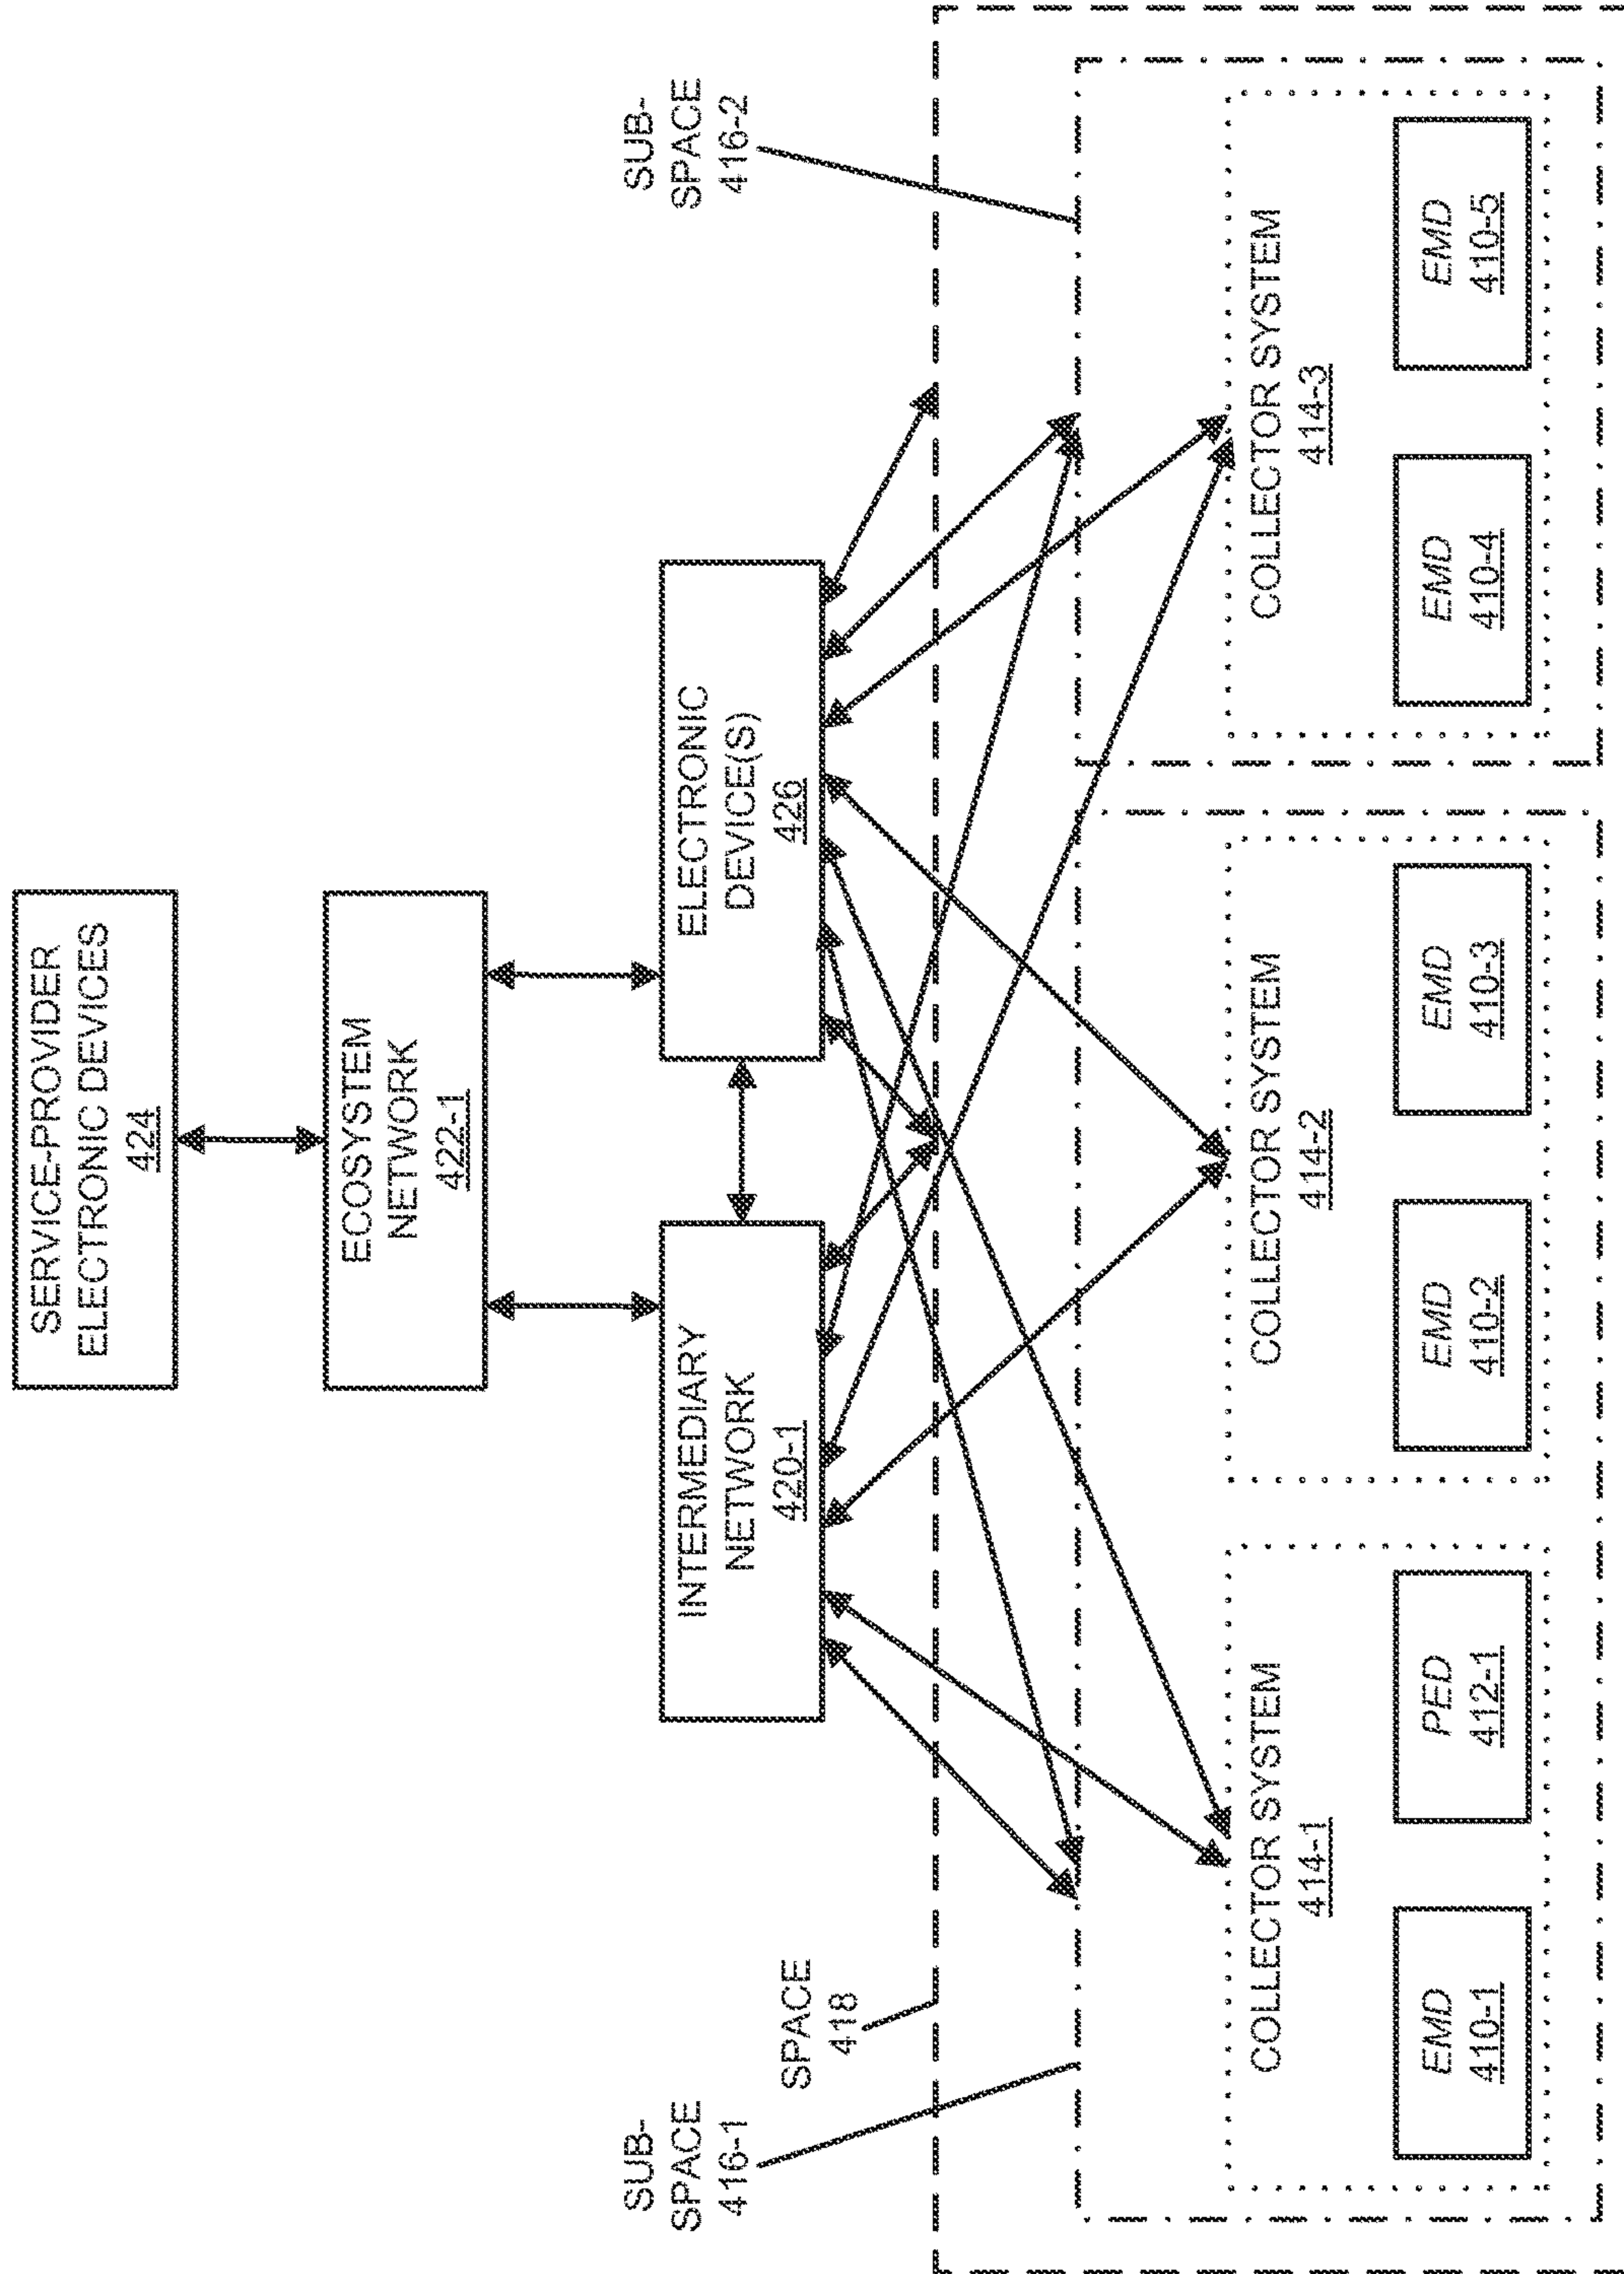 SERVICE-PROVIDER
ELECTRONIC DEVICES
424
ECOSYSTEM
NETWORK
422-1
INTERMEDIARY
NETWORK
420-1
ELECTRONIC
DEVICE(S)
426
SUB-
SPACE
416-1
SPACE
418
SUB-
SPACE
416-2
COLLECTOR SYSTEM
414-1
EMD
410-1
PED
412-1
COLLECTOR SYSTEM
414-2
EMD
410-2
EMD
410-3
COLLECTOR SYSTEM
414-3
EMD
410-4
EMD
410-5